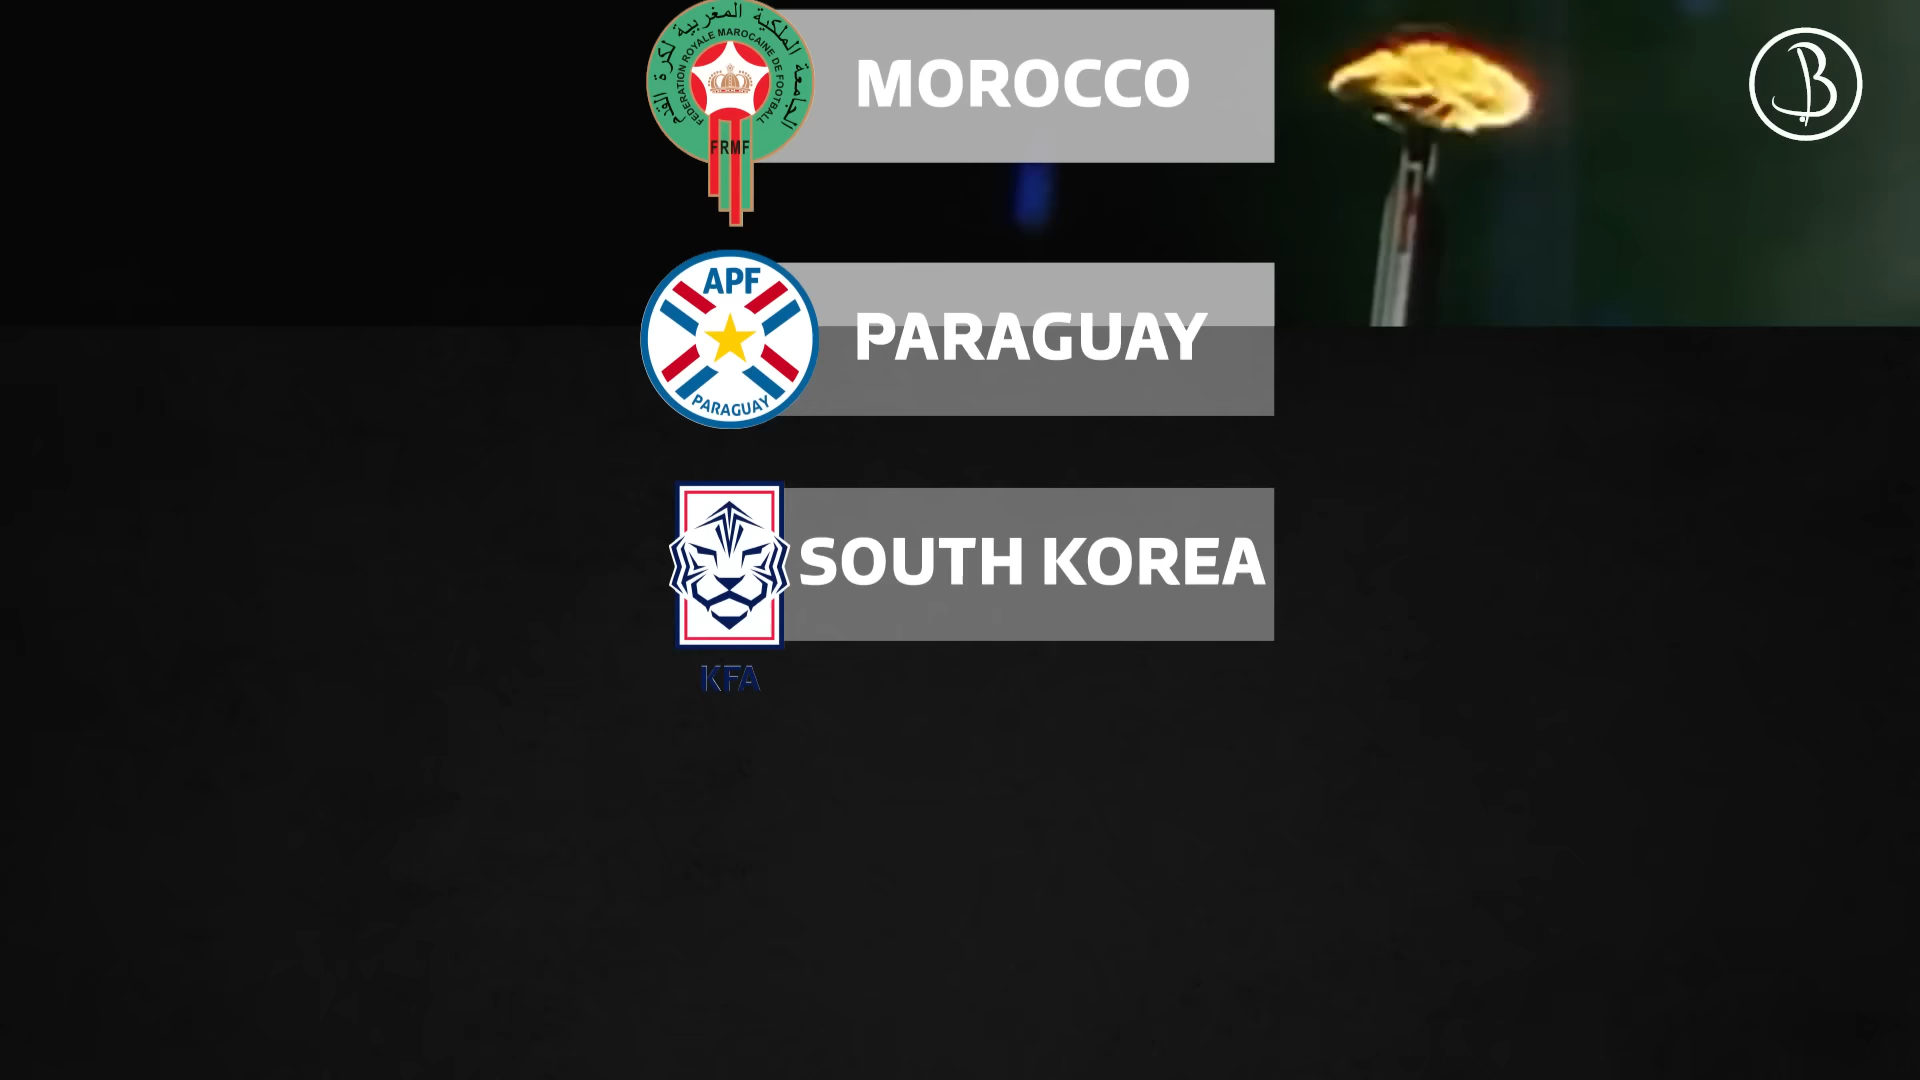 الجامعة الملكية المغربية لكرة القدم
FEDERATION ROYALE MAROCAINE DE FOOTBALL
FRMF
MOROCCO
B
APF
PARAGUAY
PARAGUAY
SOUTH KOREA
KFA